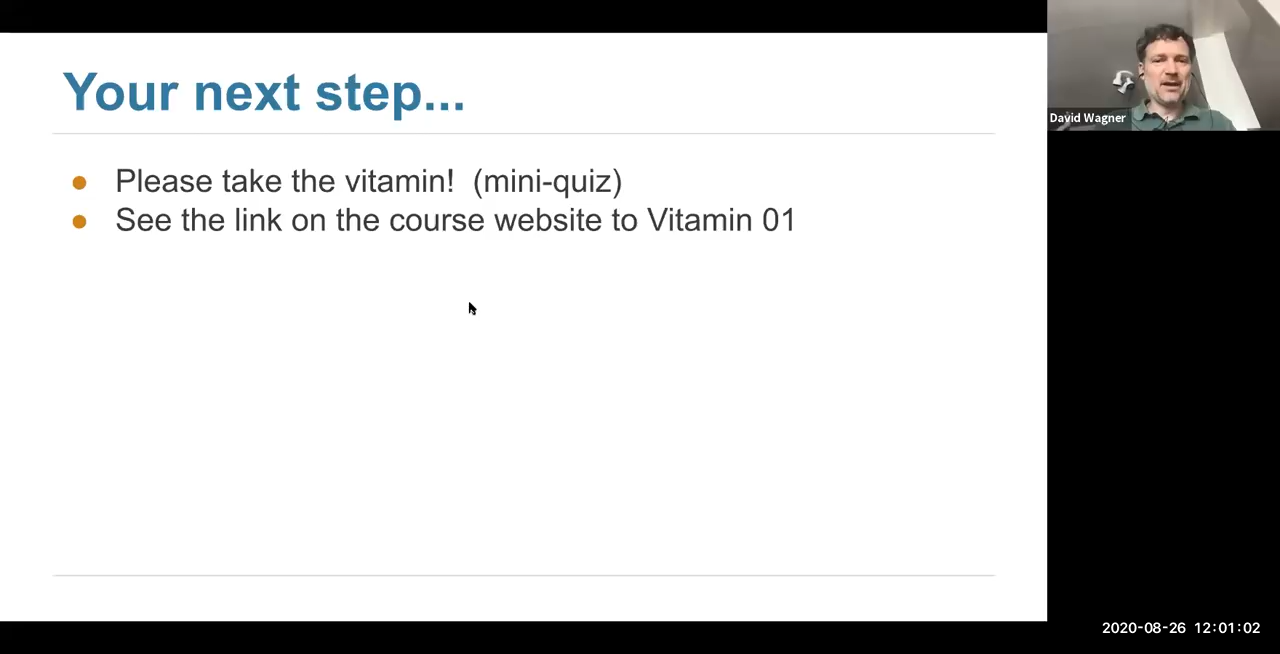 Your next step...
Please take the vitamin! (mini-quiz)
See the link on the course website to Vitamin 01
David Wagner
2020-08-26 12:01:02